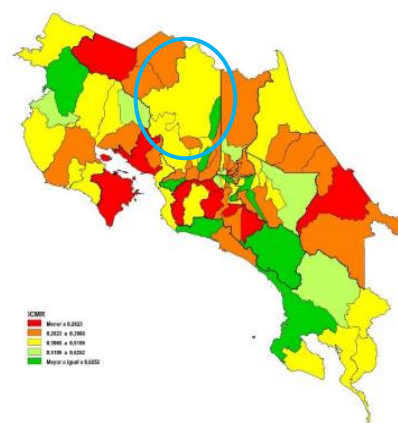 ICMR
Menor a 0,2823
0,2823 a 0,3966
0,3966 a 0,5109
0,5109 a 0,6252
Mayor o igual a 0,6252